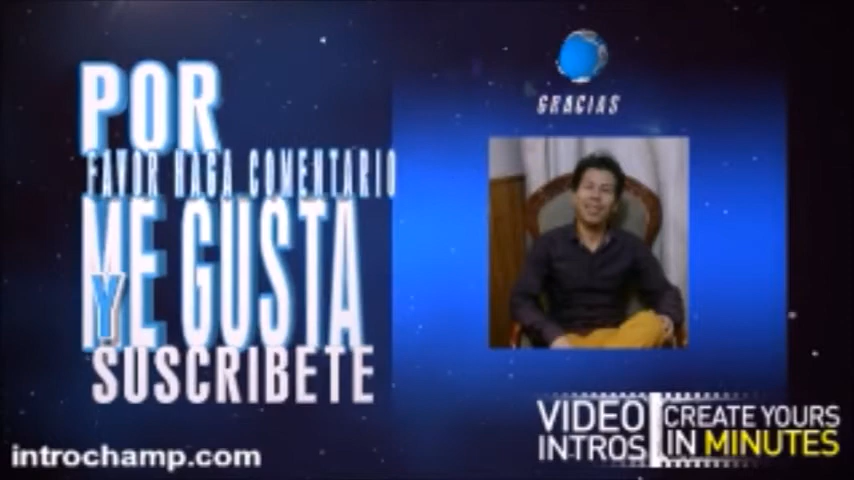 POR
FAVOR HAGA COMENTARIO
ME GUSTA
Y
SUSCRIBETE
GRACIAS
introchamp.com
VIDEO INTROS
CREATE YOURS IN MINUTES